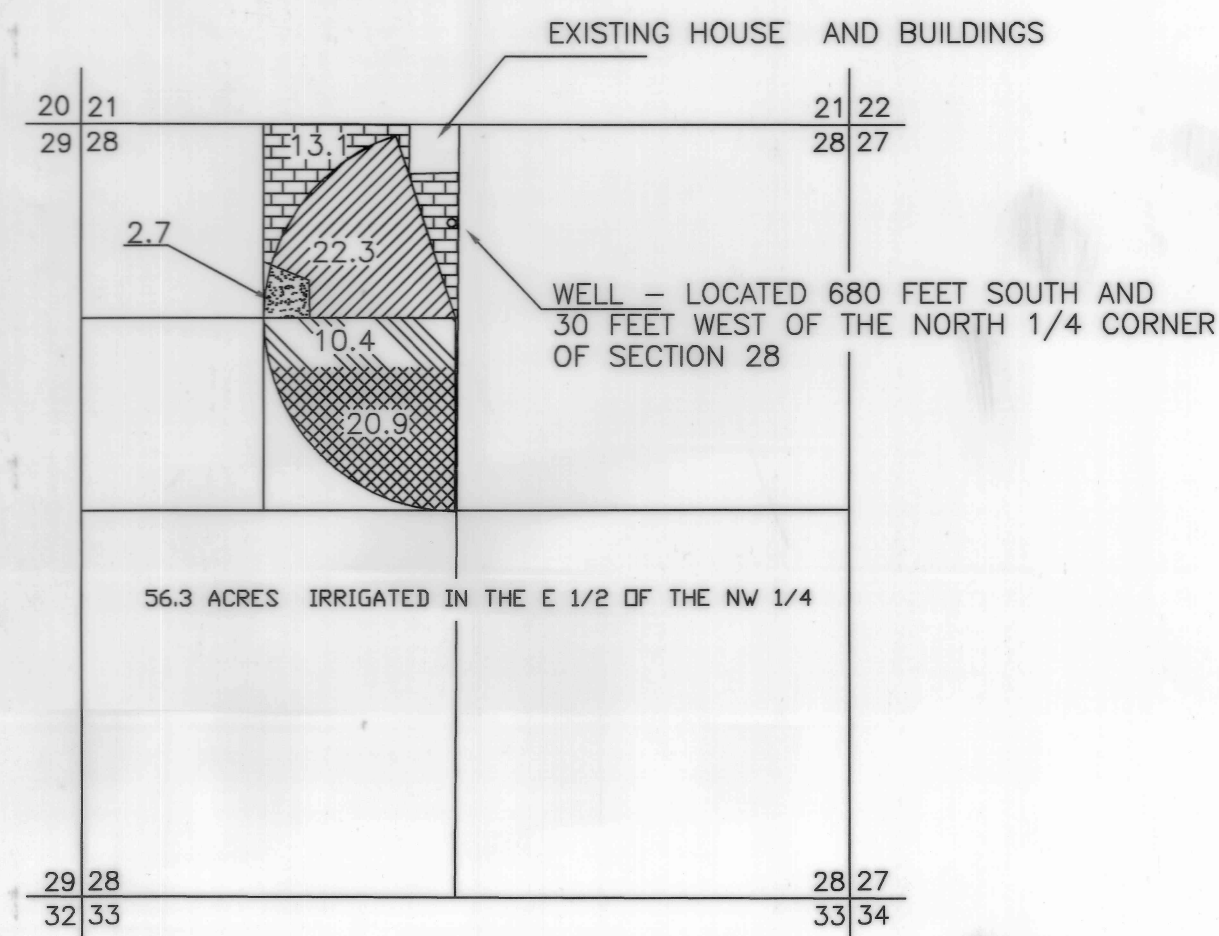 EXISTING HOUSE AND BUILDINGS
20 21
21 22
29 28
28 27
13.1
2.7
22.3
WELL – LOCATED 680 FEET SOUTH AND
30 FEET WEST OF THE NORTH 1/4 CORNER
OF SECTION 28
10.4
20.9
56.3 ACRES IRRIGATED IN THE E 1/2 OF THE NW 1/4
29 28
28 27
32 33
33 34